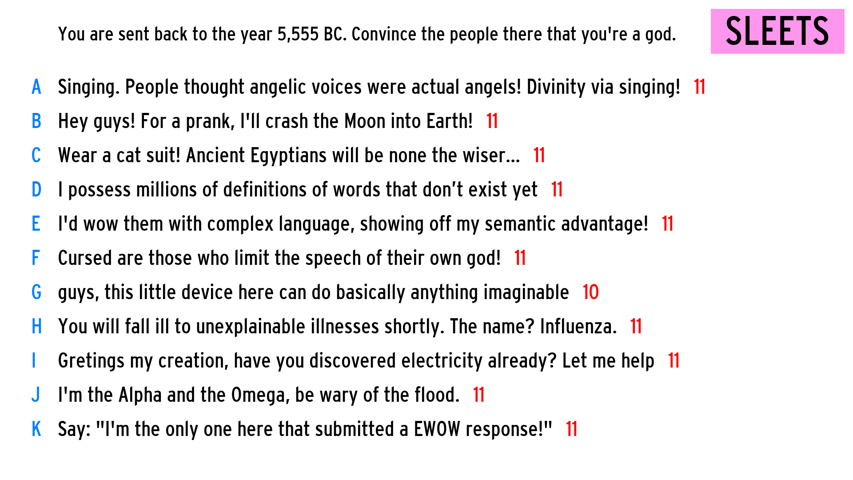 You are sent back to the year 5,555 BC. Convince the people there that you're a god. SLEETS
A Singing. People thought angelic voices were actual angels! Divinity via singing! 11
B Hey guys! For a prank, I'll crash the Moon into Earth! 11
C Wear a cat suit! Ancient Egyptians will be none the wiser... 11
D I possess millions of definitions of words that don’t exist yet 11
E I'd wow them with complex language, showing off my semantic advantage! 11
F Cursed are those who limit the speech of their own god! 11
G guys, this little device here can do basically anything imaginable 10
H You will fall ill to unexplainable illnesses shortly. The name? Influenza. 11
I Gretings my creation, have you discovered electricity already? Let me help 11
J I'm the Alpha and the Omega, be wary of the flood. 11
K Say: "I'm the only one here that submitted a EWOW response!" 11